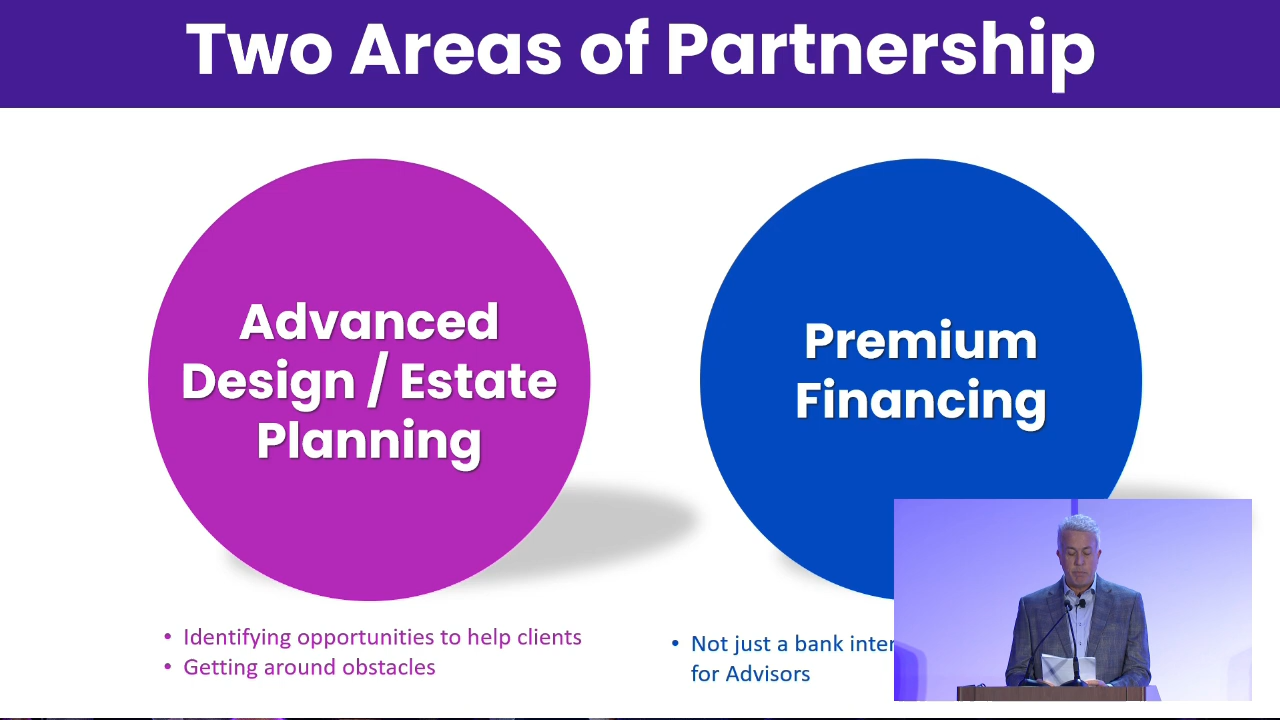 Two Areas of Partnership
Advanced
Design / Estate
Planning
Premium
Financing
• Identifying opportunities to help clients
• Getting around obstacles
• Not just a bank
for Advisors